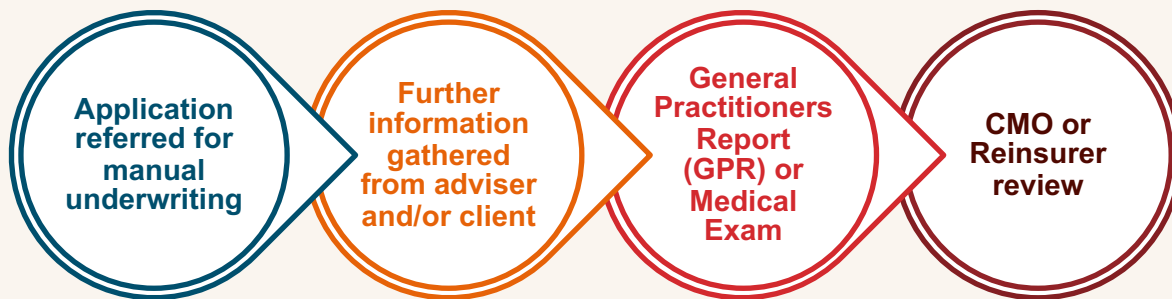 Application
referred for
manual
underwriting
Further
information
gathered
from adviser
and/or client
General
Practitioners
Report
(GPR) or
Medical
Exam
CMO or
Reinsurer
review